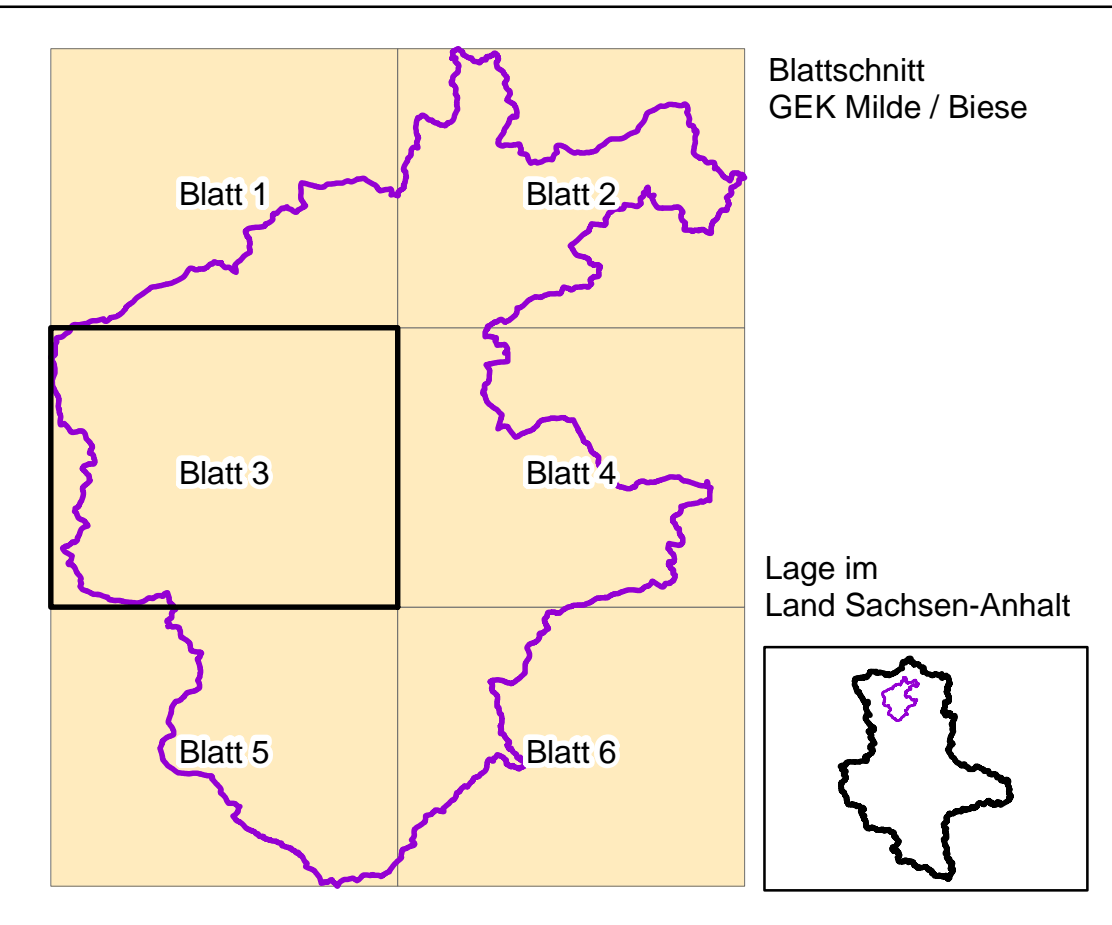 Blattschnitt
GEK Milde / Biese
Blatt 1
Blatt 2
Blatt 3
Blatt 4
Lage im
Land Sachsen-Anhalt
Blatt 5
Blatt 6